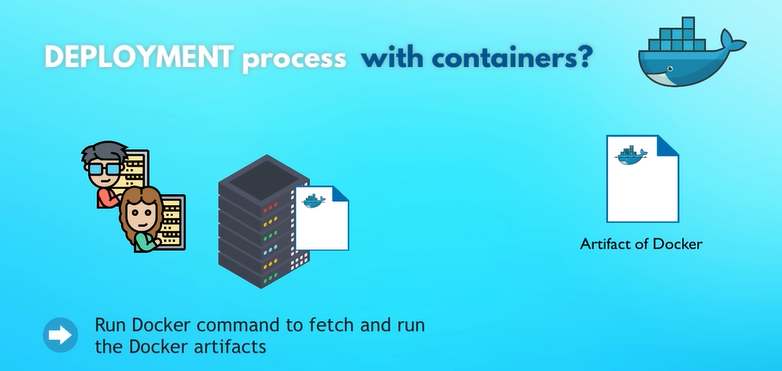 DEPLOYMENT process with containers?
Artifact of Docker
Run Docker command to fetch and run
the Docker artifacts